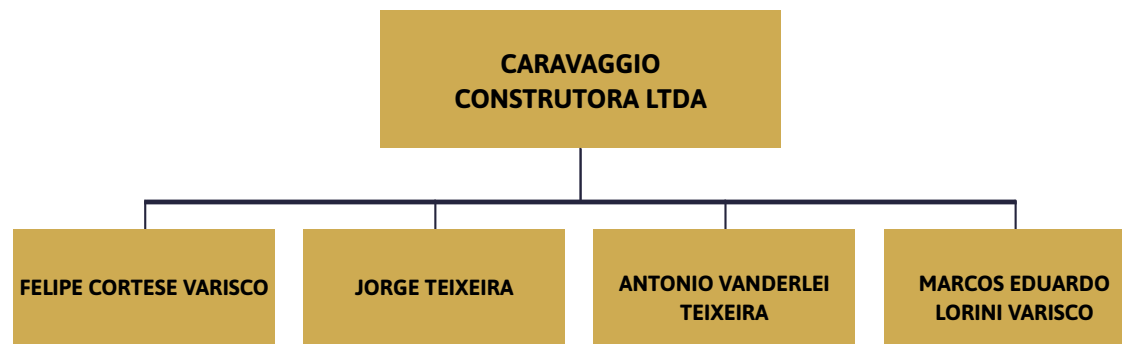 CARAVAGGIO
CONSTRUTORA LTDA
FELIPE CORTESE VARISCO
JORGE TEIXEIRA
ANTONIO VANDERLEI
TEIXEIRA
MARCOS EDUARDO
LORINI VARISCO